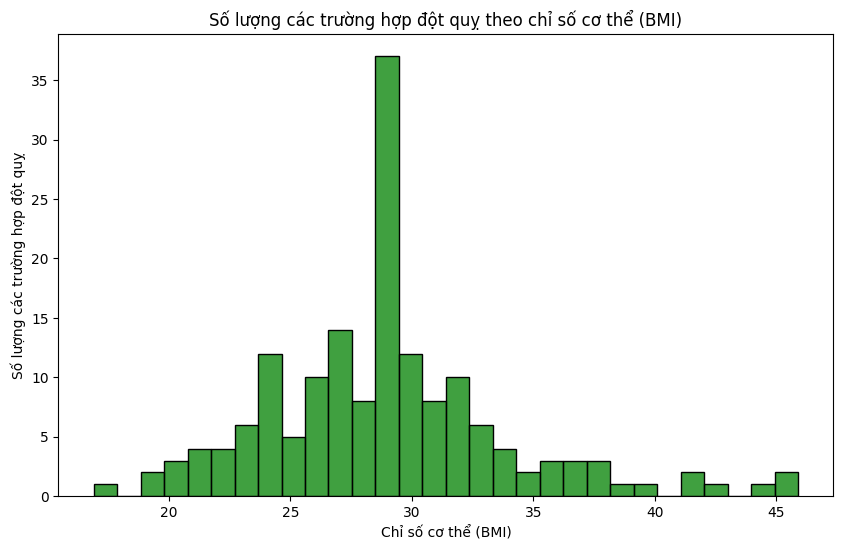 Số lượng các trường hợp đột quỵ theo chỉ số cơ thể (BMI)
Số lượng các trường hợp đột quỵ
35
30
25
20
15
10
5
0
20 25 30 35 40 45
Chỉ số cơ thể (BMI)